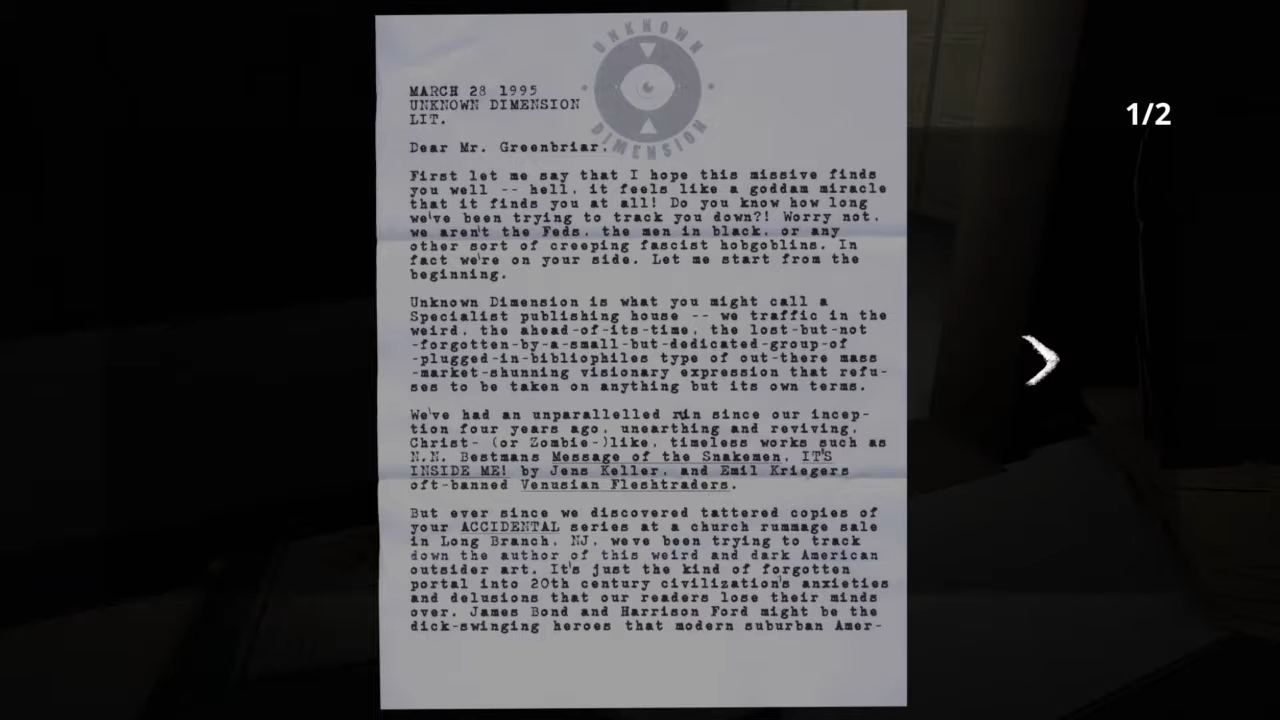 UNKNOWN
DIMENSION
1/2
MARCH 28 1995
UNKNOWN DIMENSION
LIT.
Dear Mr. Greenbriar.
First let me say that I hope this missive finds
you well -- hell, it feels like a goddam miracle
that it finds you at all! Do you know how long
we've been trying to track you down?! Worry not,
we aren't the Feds, the men in black, or any
other sort of creeping fascist hobgoblins. In
fact we're on your side. Let me start from the
beginning.
Unknown Dimension is what you might call a
Specialist publishing house -- we traffic in the
weird, the ahead-of-its-time, the lost-but-not
-forgotten-by-a-small-but-dedicated-group-of
-plugged-in-bibliophiles type of out-there mass
-market-shunning visionary expression that refu-
ses to be taken on anything but its own terms.
We've had an unparallelled run since our incep-
tion four years ago, unearthing and reviving,
Christ- (or Zombie-)like, timeless works such as
N.N. Bestmans Message of the Snakemen, IT'S
INSIDE ME! by Jens Keller, and Emil Kriegers
oft-banned Venusian Fleshtraders.
But ever since we discovered tattered copies of
your ACCIDENTAL series at a church rummage sale
in Long Branch, NJ, we've been trying to track
down the author of this weird and dark American
outsider art. It's just the kind of forgotten
portal into 20th century civilization's anxieties
and delusions that our readers lose their minds
over. James Bond and Harrison Ford might be the
dick-swinging heroes that modern suburban Amer-